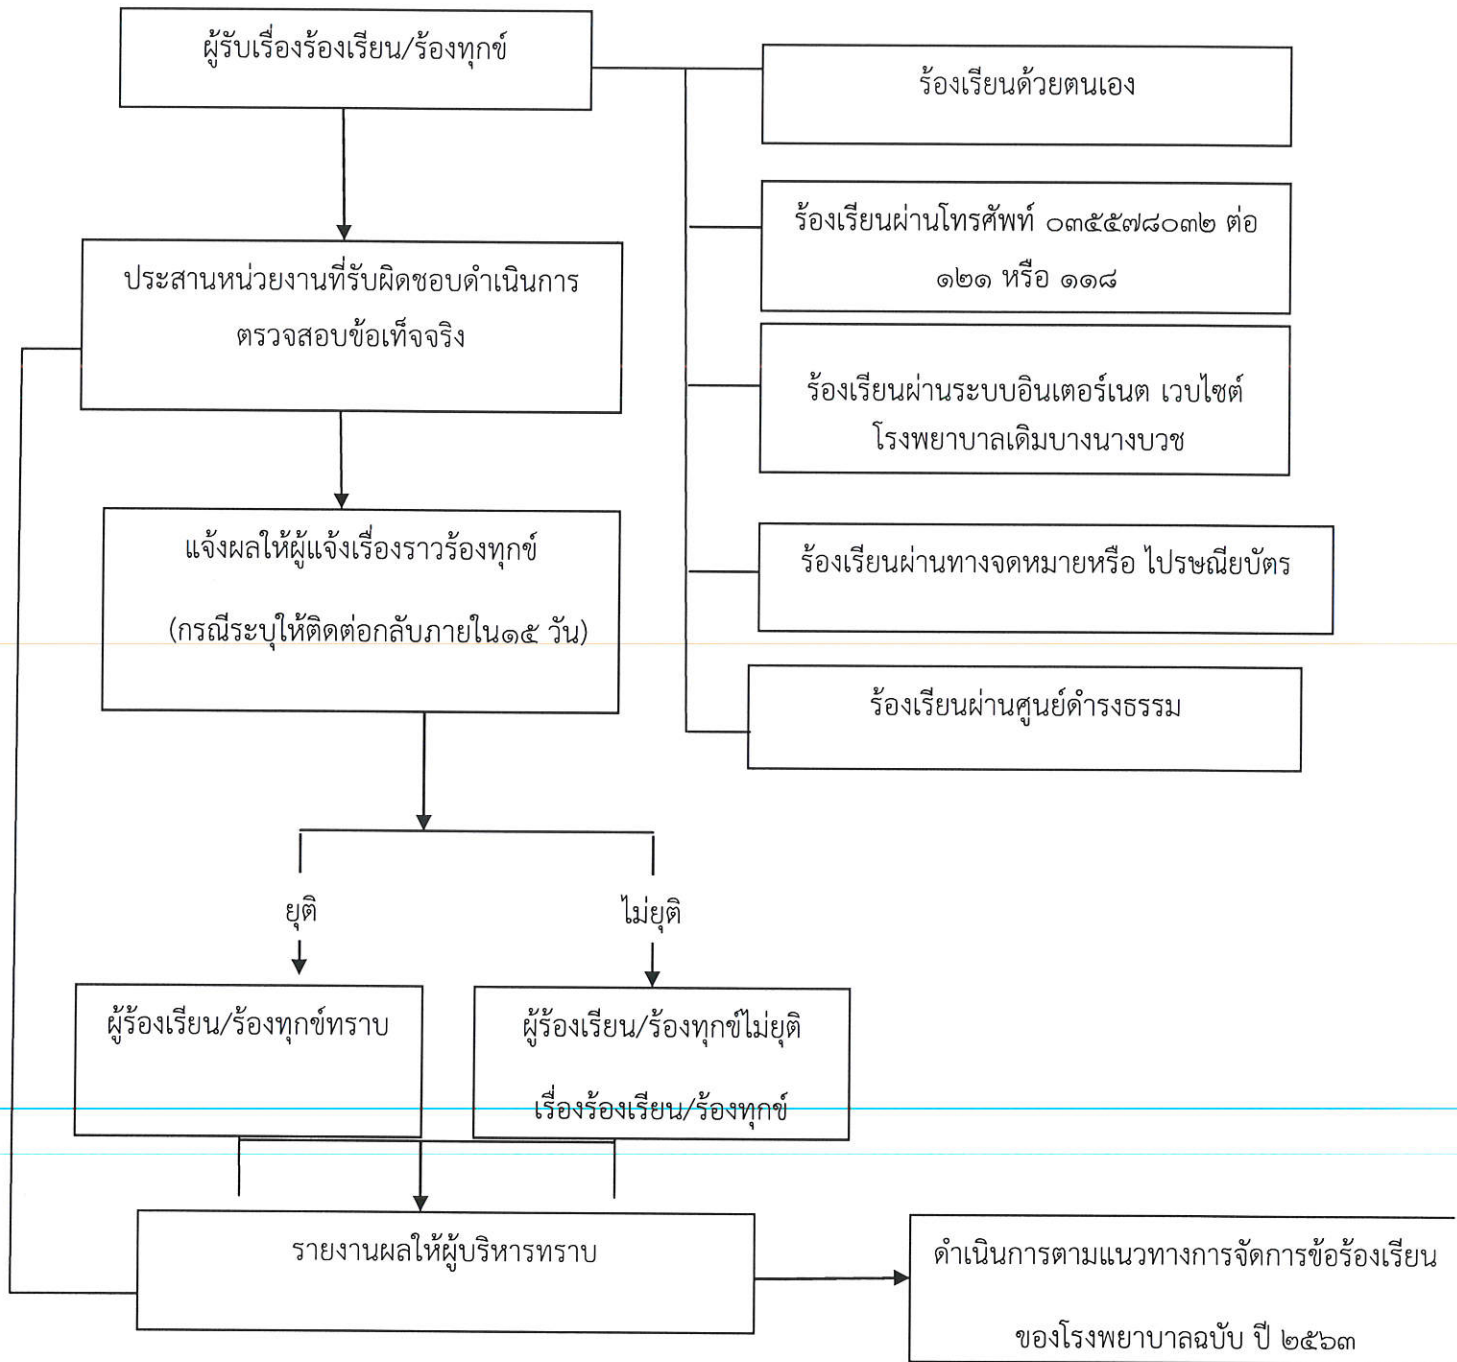 ผู้รับเรื่องร้องเรียน/ร้องทุกข์
ร้องเรียนด้วยตนเอง
ร้องเรียนผ่านโทรศัพท์ ๐๓๕๕๗๘๐๓๒ ต่อ
๑๒๑ หรือ ๑๑๘
ประสานหน่วยงานที่รับผิดชอบดำเนินการ
ตรวจสอบข้อเท็จจริง
ร้องเรียนผ่านระบบอินเตอร์เนต เวบไซต์
โรงพยาบาลเดิมบางนางบวช
แจ้งผลให้ผู้แจ้งเรื่องราวร้องทุกข์
(กรณีระบุให้ติดต่อกลับภายใน๑๕ วัน)
ร้องเรียนผ่านทางจดหมายหรือ ไปรษณียบัตร
ร้องเรียนผ่านศูนย์ดำรงธรรม
ยุติ
ไม่ยุติ
ผู้ร้องเรียน/ร้องทุกข์ทราบ
ผู้ร้องเรียน/ร้องทุกข์ไม่ยุติ
เรื่องร้องเรียน/ร้องทุกข์
รายงานผลให้ผู้บริหารทราบ
ดำเนินการตามแนวทางการจัดการข้อร้องเรียน
ของโรงพยาบาลฉบับ ปี ๒๕๖๓